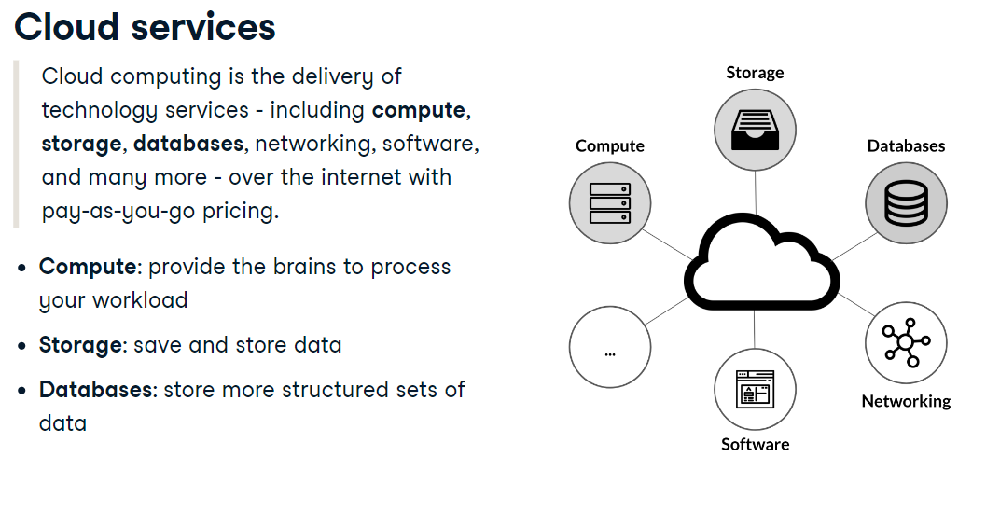 Cloud services
Cloud computing is the delivery of
technology services - including compute,
storage, databases, networking, software,
and many more - over the internet with
pay-as-you-go pricing.
• Compute: provide the brains to process
your workload
• Storage: save and store data
• Databases: store more structured sets of
data
Storage
Compute
Databases
...
Networking
Software